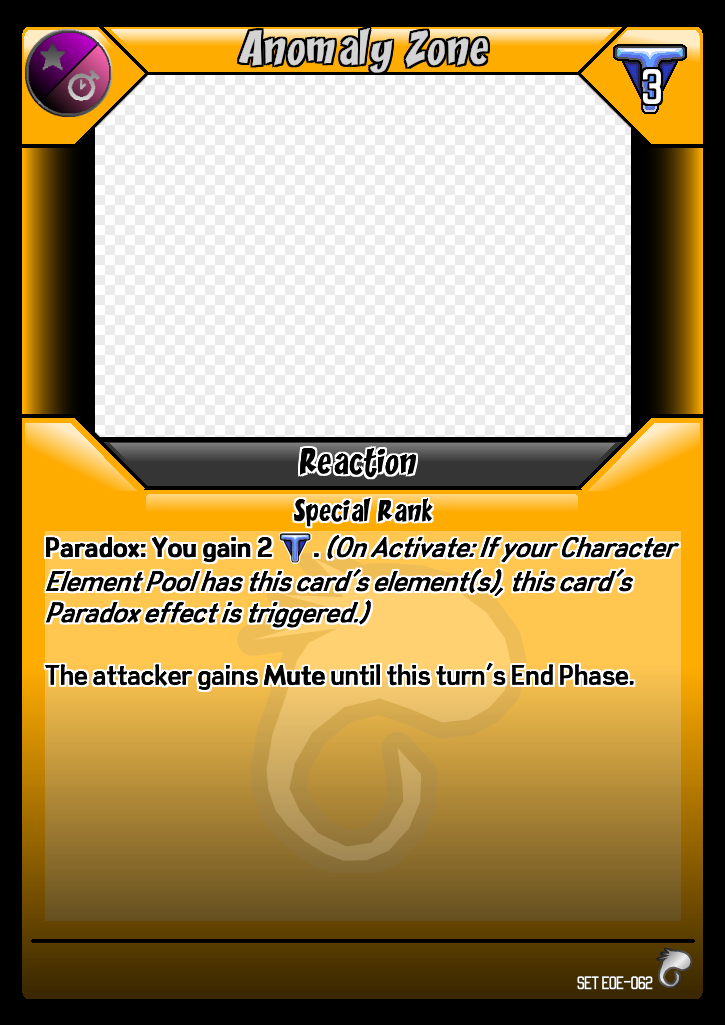 Anomaly Zone
3
Reaction
Special Rank
Paradox: You gain 2 T. (On Activate: If your Character
Element Pool has this card's element(s), this card's
Paradox effect is triggered.)
The attacker gains Mute until this turn's End Phase.
SET EOE-062